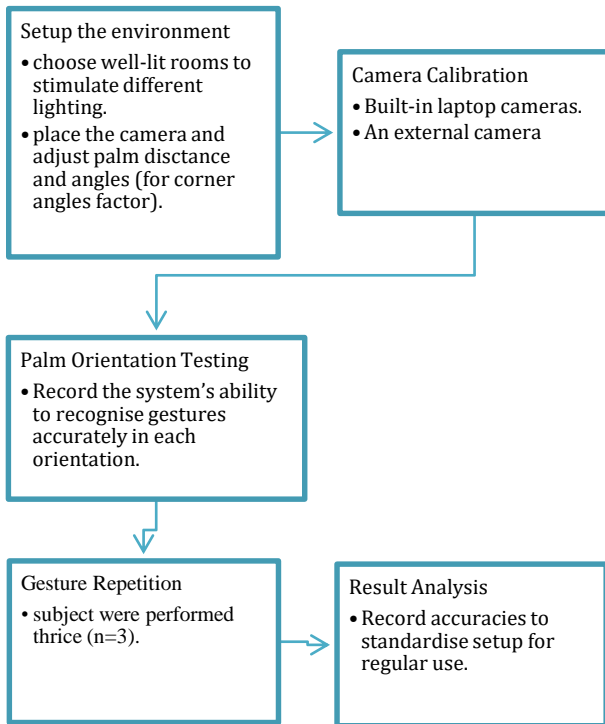 Setup the environment
• choose well-lit rooms to
stimulate different
lighting.
• place the camera and
adjust palm disctance
and angles (for corner
angles factor).
Camera Calibration
• Built-in laptop cameras.
• An external camera
Palm Orientation Testing
• Record the system’s ability
to recognise gestures
accurately in each
orientation.
Gesture Repetition
• subject were performed
thrice (n=3).
Result Analysis
• Record accuracies to
standardise setup for
regular use.